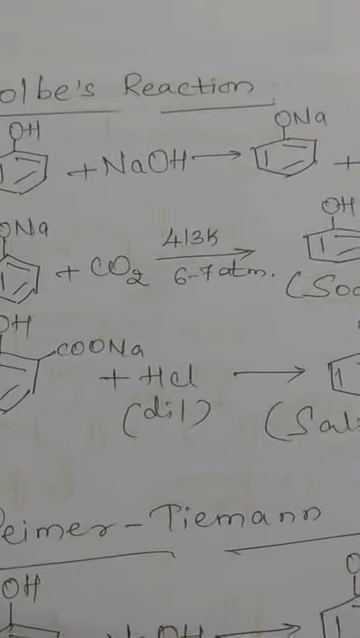 olbe's Reaction
OH + NaOH → ONa +
ONa + CO₂ 413K 6-7 atm. → OH
(Soo
OH COONa + Hcl →
(dil) (Sal
eimer-Tiemann
OH →